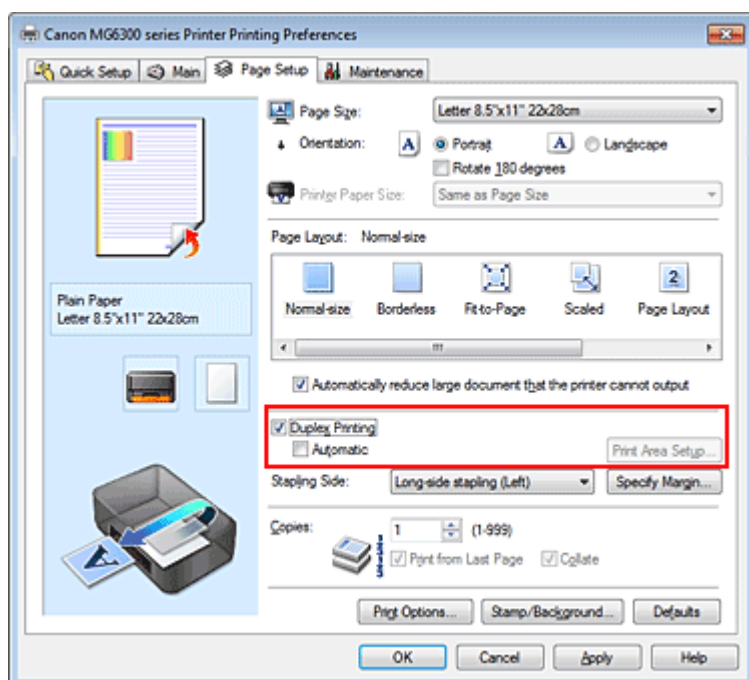 Canon MG6300 series Printer Printing Preferences
Quick Setup Main Page Setup Maintenance
Page Size: Letter 8.5"x11" 22x28cm
Orientation: A Portrait A Landscape
Rotate 180 degrees
Printer Paper Size: Same as Page Size
Page Layout: Normal-size
2
Normal-size Borderless Fit-to-Page Scaled Page Layout
Plain Paper
Letter 8.5"x11" 22x28cm
Automatically reduce large document that the printer cannot output
Duplex Printing
Automatic Print Area Setup...
Stapling Side: Long-side stapling (Left) Specify Margin...
Copies: 1 (1-999)
Print from Last Page Collate
A
Print Options... Stamp/Background... Defaults
OK Cancel Apply Help